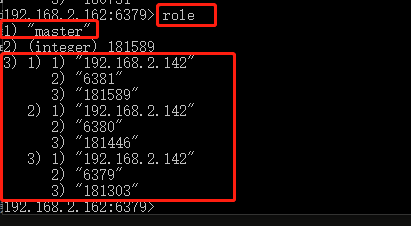 192.168.2.162:6379> role
1) "master"
2) (integer) 181589
3) 1) 1) "192.168.2.142"
2) "6381"
3) "181589"
2) 1) "192.168.2.142"
2) "6380"
3) "181446"
3) 1) "192.168.2.142"
2) "6379"
3) "181303"
192.168.2.162:6379>